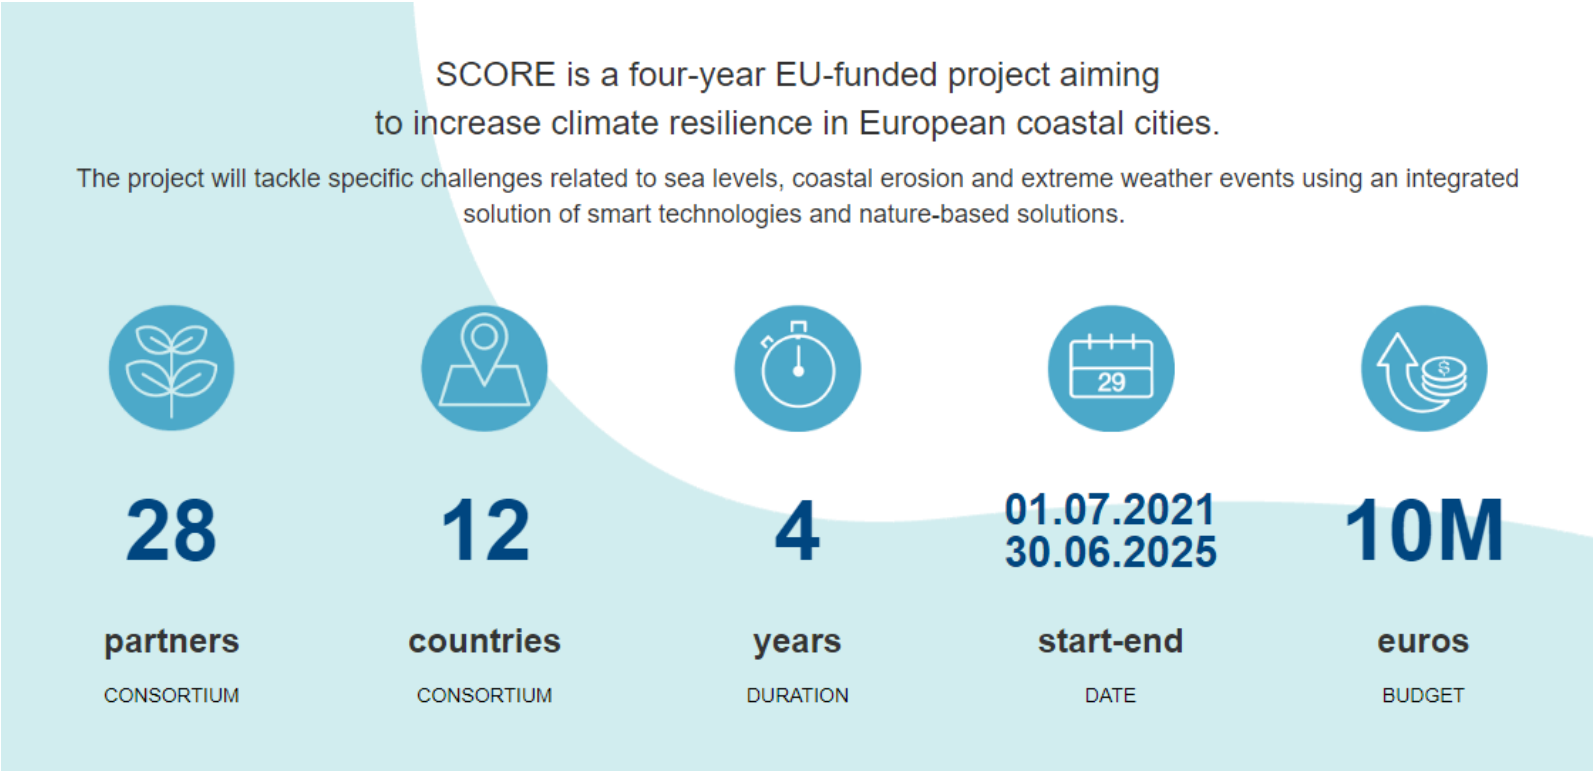 SCORE is a four-year EU-funded project aiming
to increase climate resilience in European coastal cities.
The project will tackle specific challenges related to sea levels, coastal erosion and extreme weather events using an integrated
solution of smart technologies and nature-based solutions.
29
$
28
12
4
01.07.2021
30.06.2025
10M
partners
countries
years
start-end
euros
CONSORTIUM
CONSORTIUM
DURATION
DATE
BUDGET